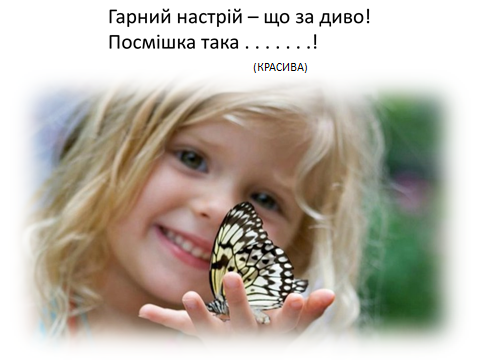 Гарний настрій – що за диво!
Посмішка така . . . . . . .!
(КРАСИВА)